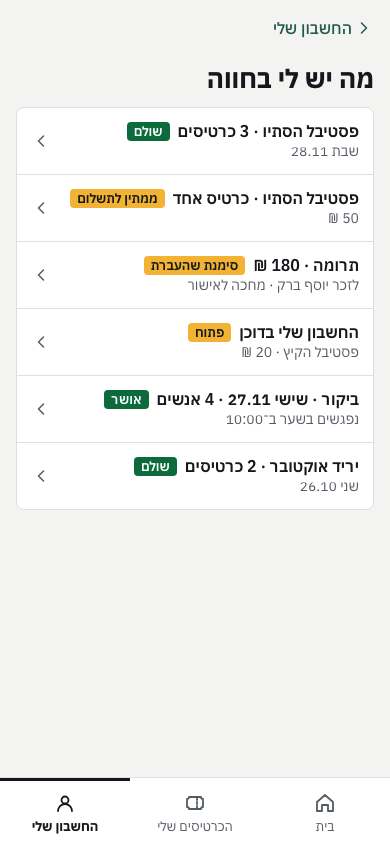 החשבון שלי
מה יש לי בחווה
פסטיבל הסתיו · 3 כרטיסים שולם
שבת 28.11
פסטיבל הסתיו · כרטיס אחד ממתין לתשלום
50 ₪
תרומה · 180 ₪ סימנת שהעברת
לזכר יוסף ברק · מחכה לאישור
החשבון שלי בדוכן פתוח
פסטיבל הקיץ · 20 ₪
ביקור · שישי 27.11 · 4 אנשים אושר
נפגשים בשער ב־10:00
יריד אוקטובר · 2 כרטיסים שולם
שני 26.10
בית
הכרטיסים שלי
החשבון שלי